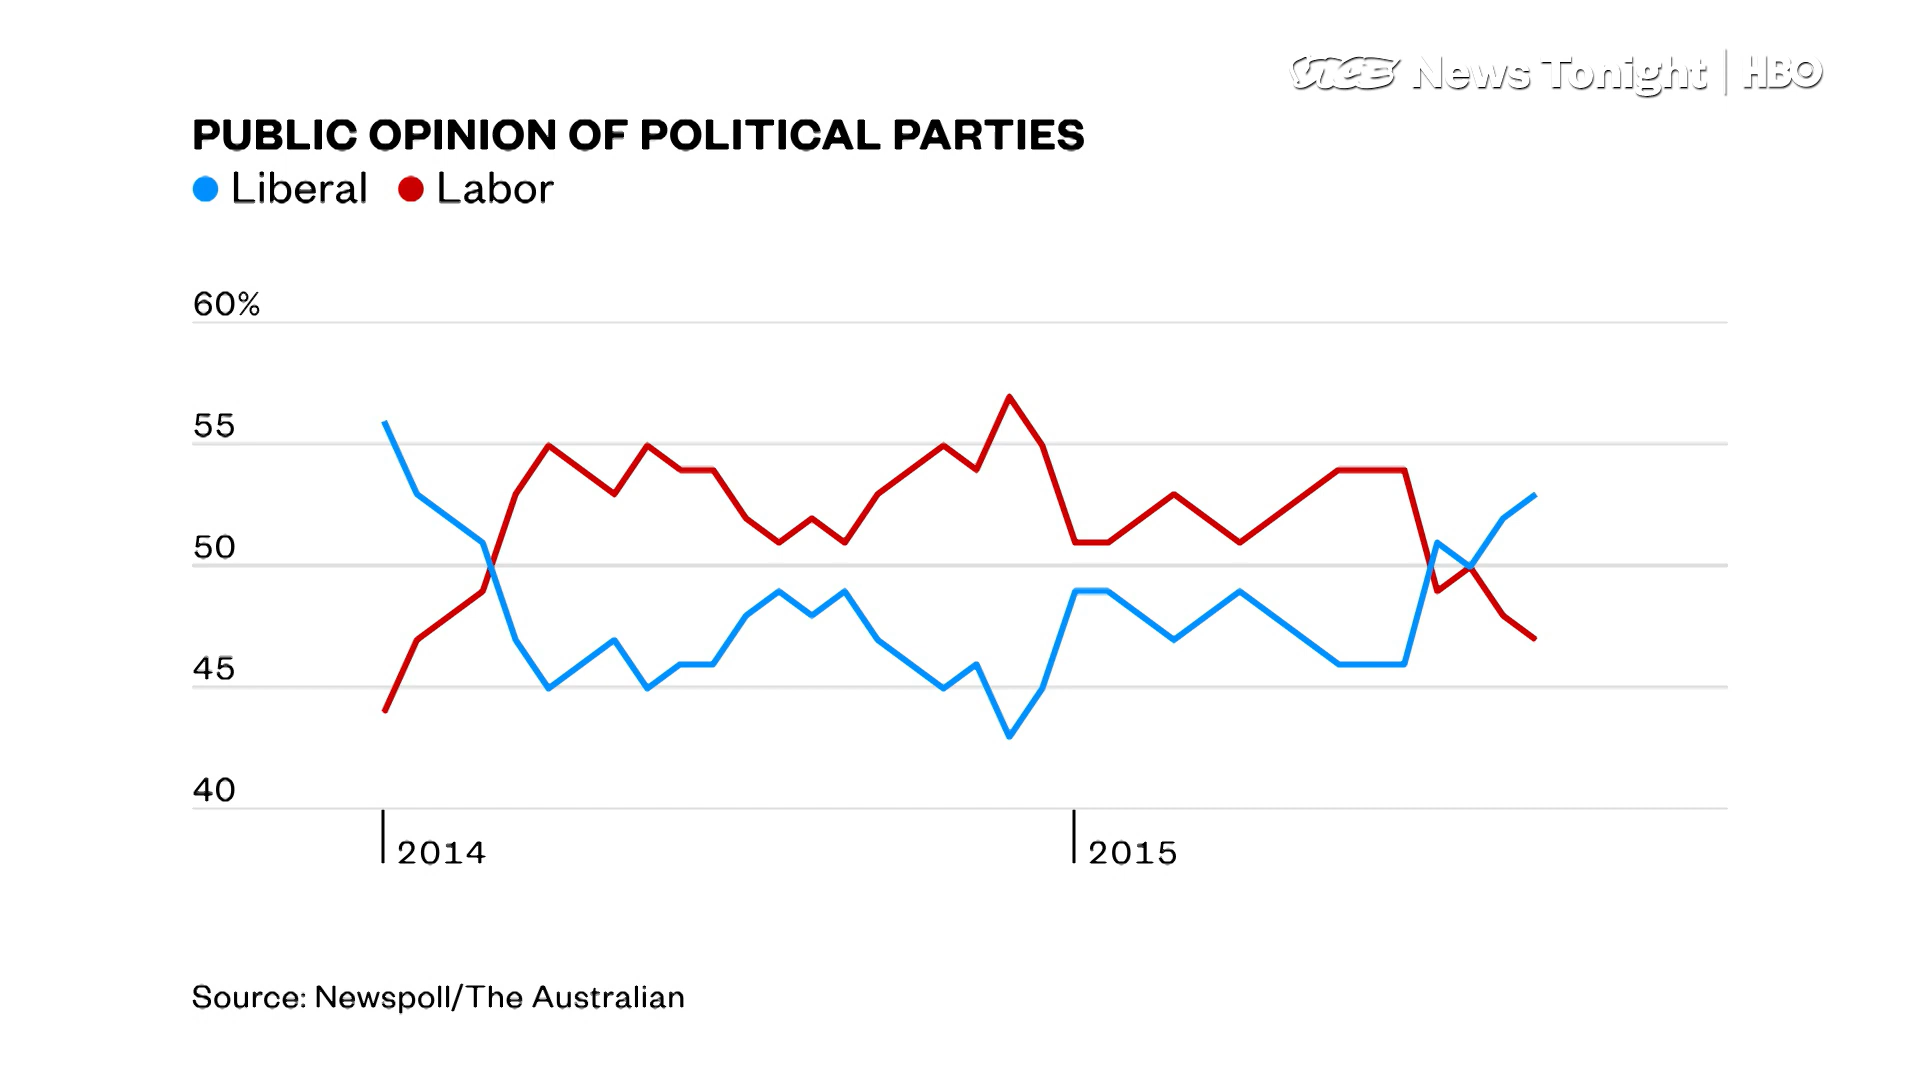 VICE News Tonight | HBO
PUBLIC OPINION OF POLITICAL PARTIES
Liberal Labor
60%
55
50
45
40
2014 2015
Source: Newspoll/The Australian